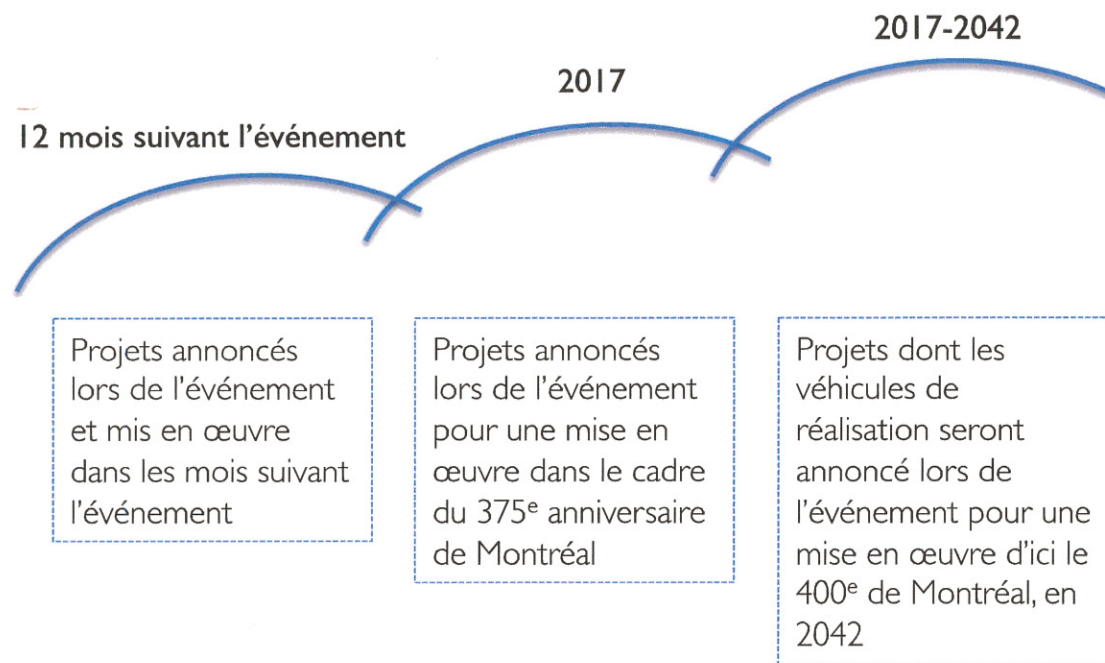 2017-2042
2017
12 mois suivant l'événement
Projets annoncés
lors de l'événement
et mis en œuvre
dans les mois suivant
l'événement
Projets annoncés
lors de l'événement
pour une mise en
œuvre dans le cadre
du 375e anniversaire
de Montréal
Projets dont les
véhicules de
réalisation seront
annoncé lors de
l'événement pour une
mise en œuvre d'ici le
400e de Montréal, en
2042